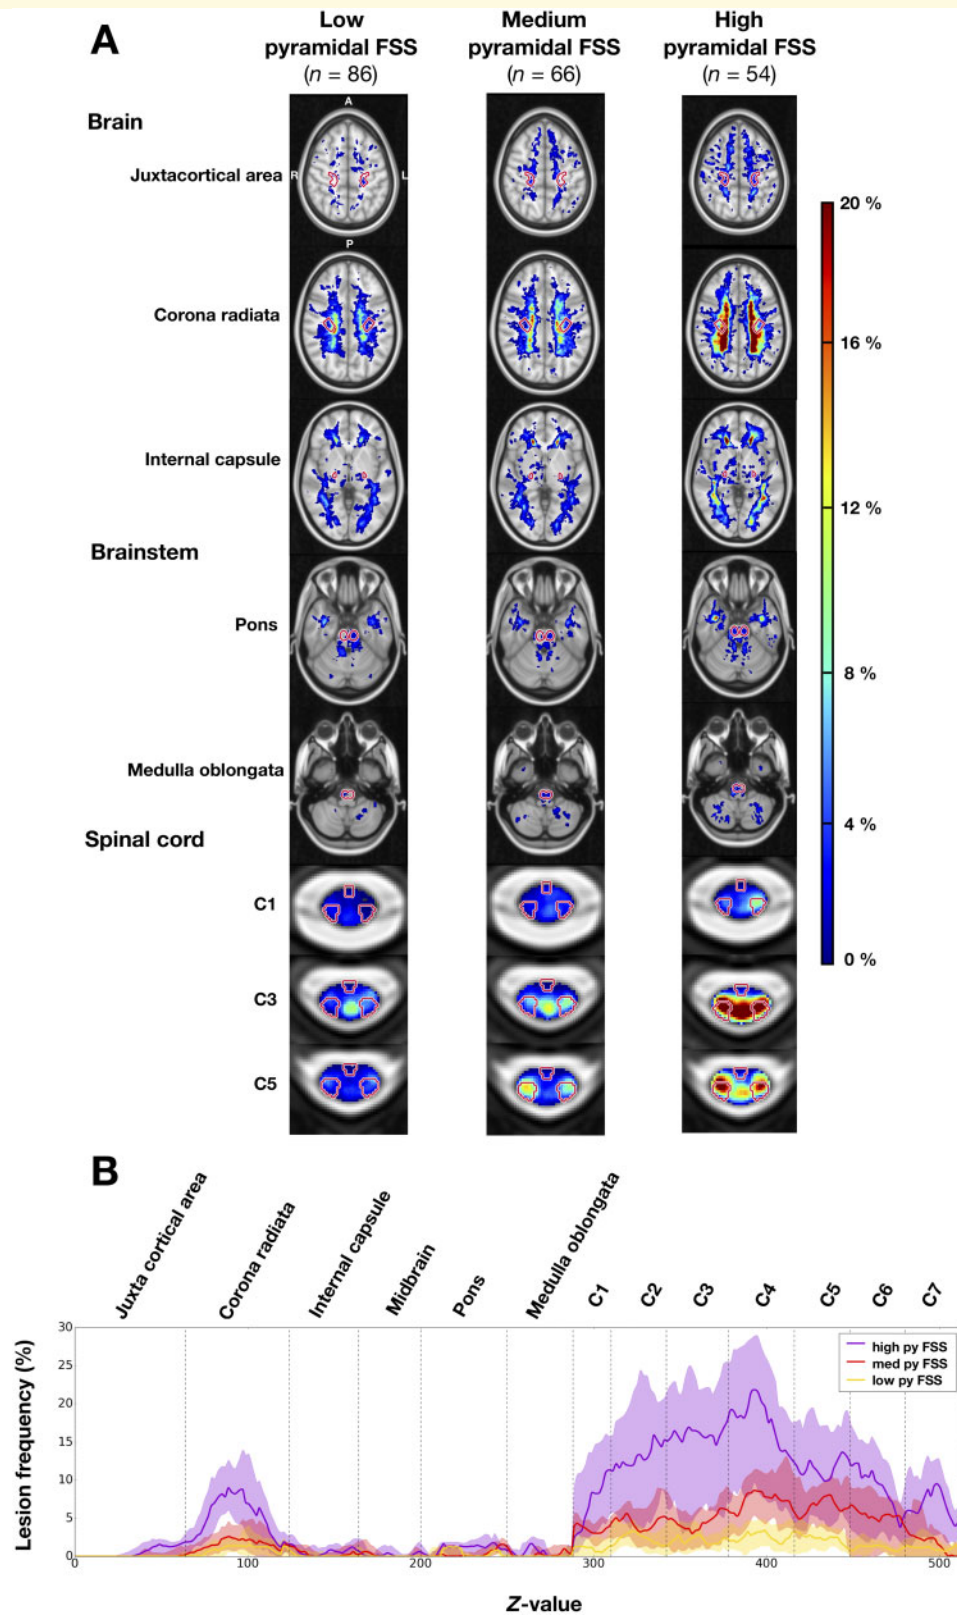 A
Low
pyramidal FSS
(n = 86)
Medium
pyramidal FSS
(n = 66)
High
pyramidal FSS
(n = 54)
Brain
A
Juxtacortical area
R
L
P
Corona radiata
Internal capsule
Brainstem
Pons
Medulla oblongata
Spinal cord
C1
C3
C5
20 %
16 %
12 %
8 %
4 %
0 %
B
Juxta cortical area
Corona radiata
Internal capsule
Midbrain
Pons
Medulla oblongata
C1
C2
C3
C4
C5
C6
C7
Lesion frequency (%)
30
25
20
15
10
5
0
high py FSS
med py FSS
low py FSS
0
100
200
300
400
500
Z-value